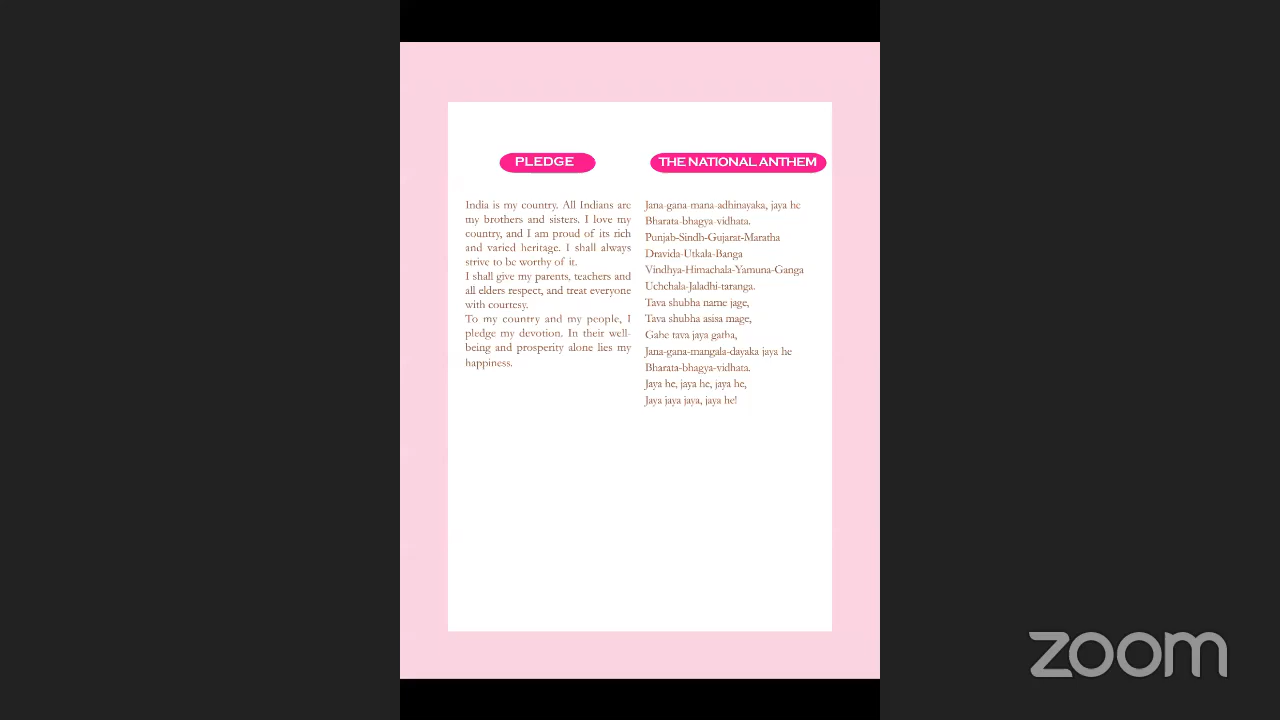 PLEDGE
India is my country. All Indians are
my brothers and sisters. I love my
country, and I am proud of its rich
and varied heritage. I shall always
strive to be worthy of it.
I shall give my parents, teachers and
all elders respect, and treat everyone
with courtesy.
To my country and my people, I
pledge my devotion. In their well-
being and prosperity alone lies my
happiness.
THE NATIONAL ANTHEM
Jana-gana-mana-adhinayaka, jaya he
Bharata-bhagya-vidhata.
Punjab-Sindh-Gujarat-Maratha
Dravida-Utkala-Banga
Vindhya-Himachala-Yamuna-Ganga
Uchchala-Jaladhi-taranga.
Tava shubha name jage,
Tava shubha asisa mage,
Gahe tava jaya gatha,
Jana-gana-mangala-dayaka jaya he
Bharata-bhagya-vidhata.
Jaya he, jaya he, jaya he,
Jaya jaya jaya, jaya he!
zoom